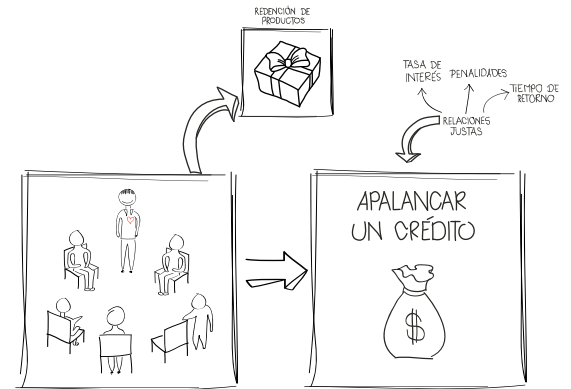 REDENCIÓN DE
PRODUCTOS
TASA DE
INTERÉS
PENALIDADES
TIEMPO DE
RETORNO
RELACIONES
JUSTAS
APALANCAR
UN CRÉDITO
$